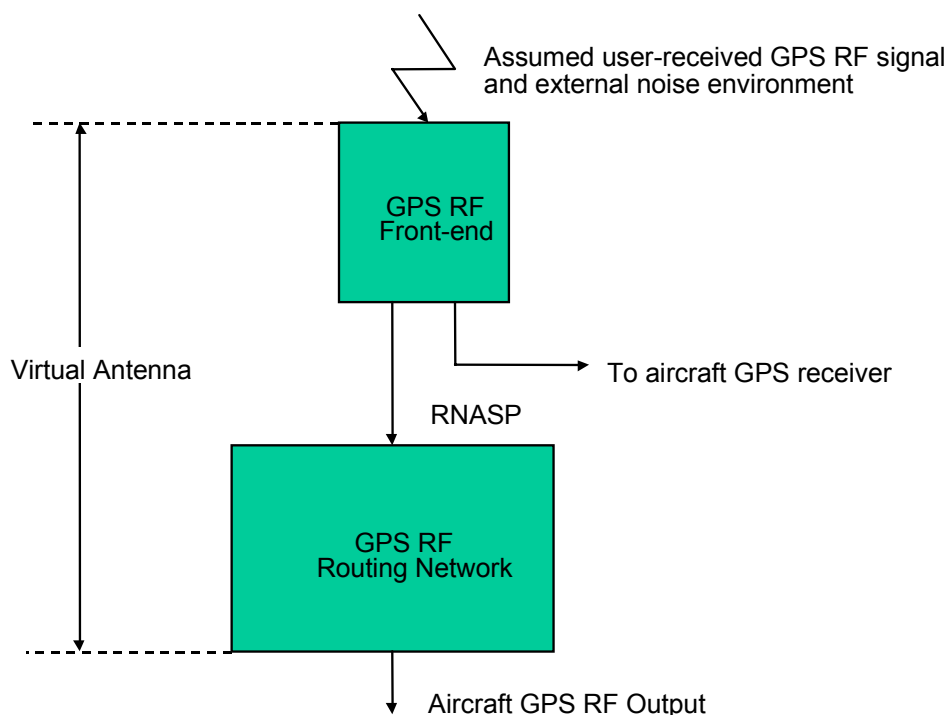 Assumed user-received GPS RF signal
and external noise environment
GPS RF
Front-end
Virtual Antenna
To aircraft GPS receiver
RNASP
GPS RF
Routing Network
Aircraft GPS RF Output